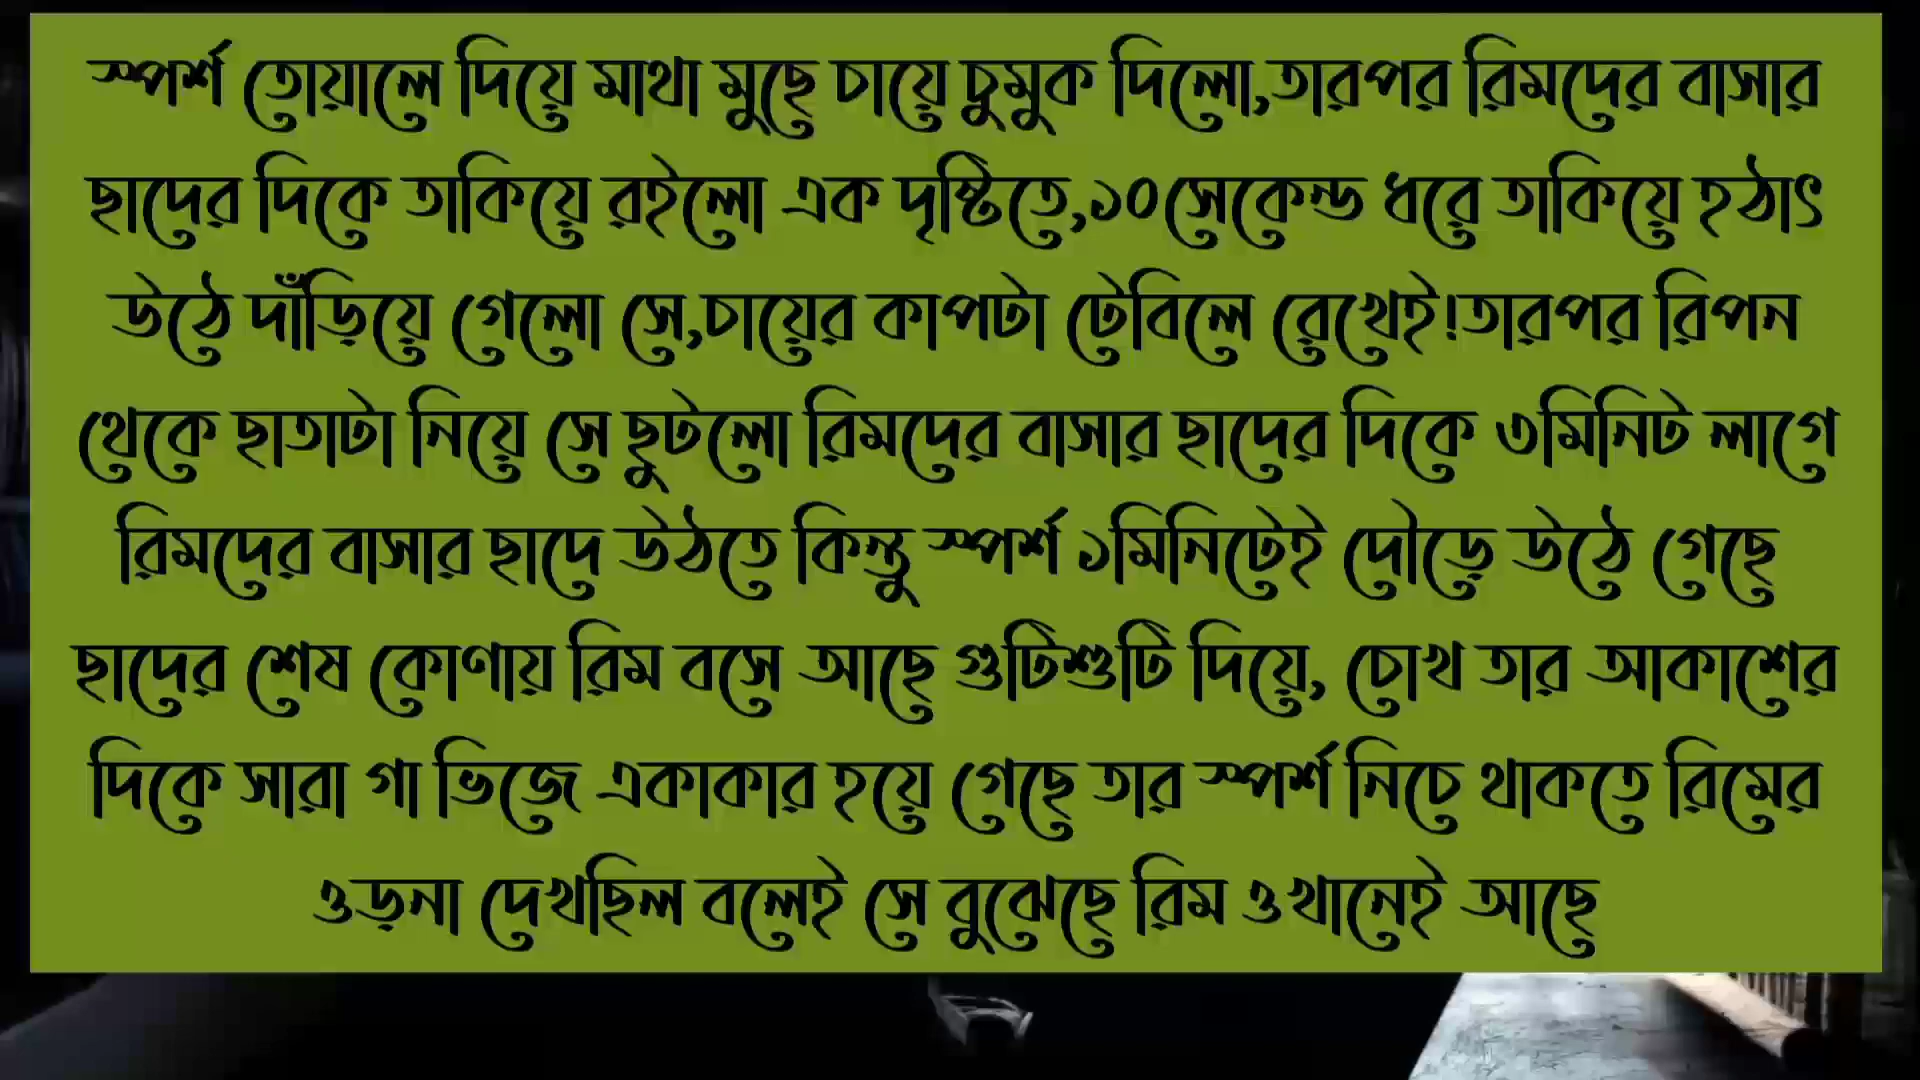 স্পর্শ তোয়ালে দিয়ে মাথা মুছে চায়ে চুমুক দিলো,তারপর রিমদের বাসার
ছাদের দিকে তাকিয়ে রইলো এক দৃষ্টিতে,১০সেকেন্ড ধরে তাকিয়ে হঠাৎ
উঠে দাঁড়িয়ে গেলো সে,চায়ের কাপটা টেবিলে রেখেই!তারপর রিপন
থেকে ছাতাটা নিয়ে সে ছুটলো রিমদের বাসার ছাদের দিকে ৩মিনিট লাগে
রিমদের বাসার ছাদে উঠতে কিন্তু স্পর্শ ১মিনিটেই দৌড়ে উঠে গেছে
ছাদের শেষ কোণায় রিম বসে আছে গুটিশুটি দিয়ে, চোখ তার আকাশের
দিকে সারা গা ভিজে একাকার হয়ে গেছে তার স্পর্শ নিচে থাকতে রিমের
ওড়না দেখছিল বলেই সে বুঝেছে রিম ওখানেই আছে